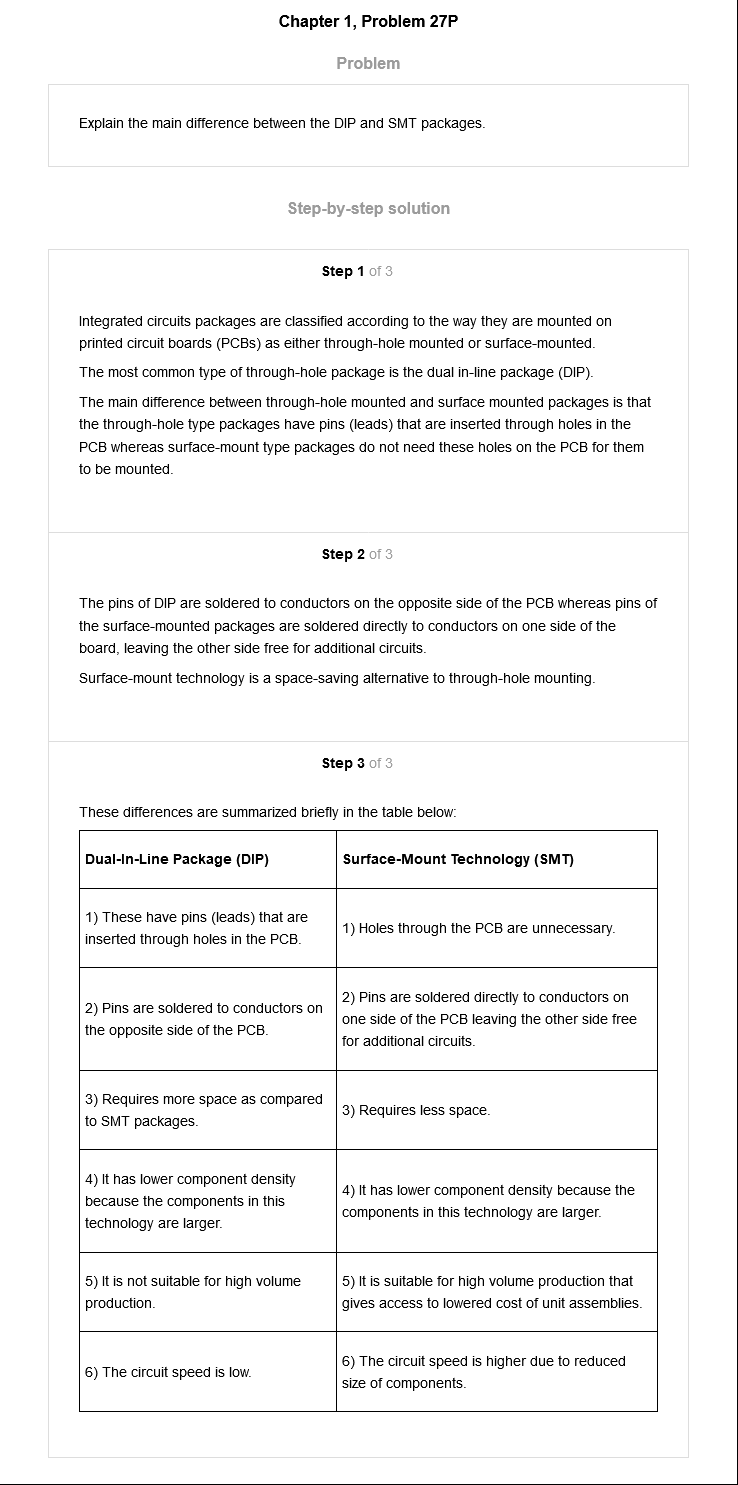 Chapter 1, Problem 27P
Problem
Explain the main difference between the DIP and SMT packages.
Step-by-step solution
Step 1 of 3
Integrated circuits packages are classified according to the way they are mounted on
printed circuit boards (PCBs) as either through-hole mounted or surface-mounted.
The most common type of through-hole package is the dual in-line package (DIP).
The main difference between through-hole mounted and surface mounted packages is that
the through-hole type packages have pins (leads) that are inserted through holes in the
PCB whereas surface-mount type packages do not need these holes on the PCB for them
to be mounted.
Step 2 of 3
The pins of DIP are soldered to conductors on the opposite side of the PCB whereas pins of
the surface-mounted packages are soldered directly to conductors on one side of the
board, leaving the other side free for additional circuits.
Surface-mount technology is a space-saving alternative to through-hole mounting.
Step 3 of 3
These differences are summarized briefly in the table below:
Dual-In-Line Package (DIP)
Surface-Mount Technology (SMT)
1) These have pins (leads) that are
inserted through holes in the PCB.
1) Holes through the PCB are unnecessary.
2) Pins are soldered to conductors on
the opposite side of the PCB.
2) Pins are soldered directly to conductors on
one side of the PCB leaving the other side free
for additional circuits.
3) Requires more space as compared
to SMT packages.
3) Requires less space.
4) It has lower component density
because the components in this
technology are larger.
4) It has lower component density because the
components in this technology are larger.
5) It is not suitable for high volume
production.
5) It is suitable for high volume production that
gives access to lowered cost of unit assemblies.
6) The circuit speed is low.
6) The circuit speed is higher due to reduced
size of components.